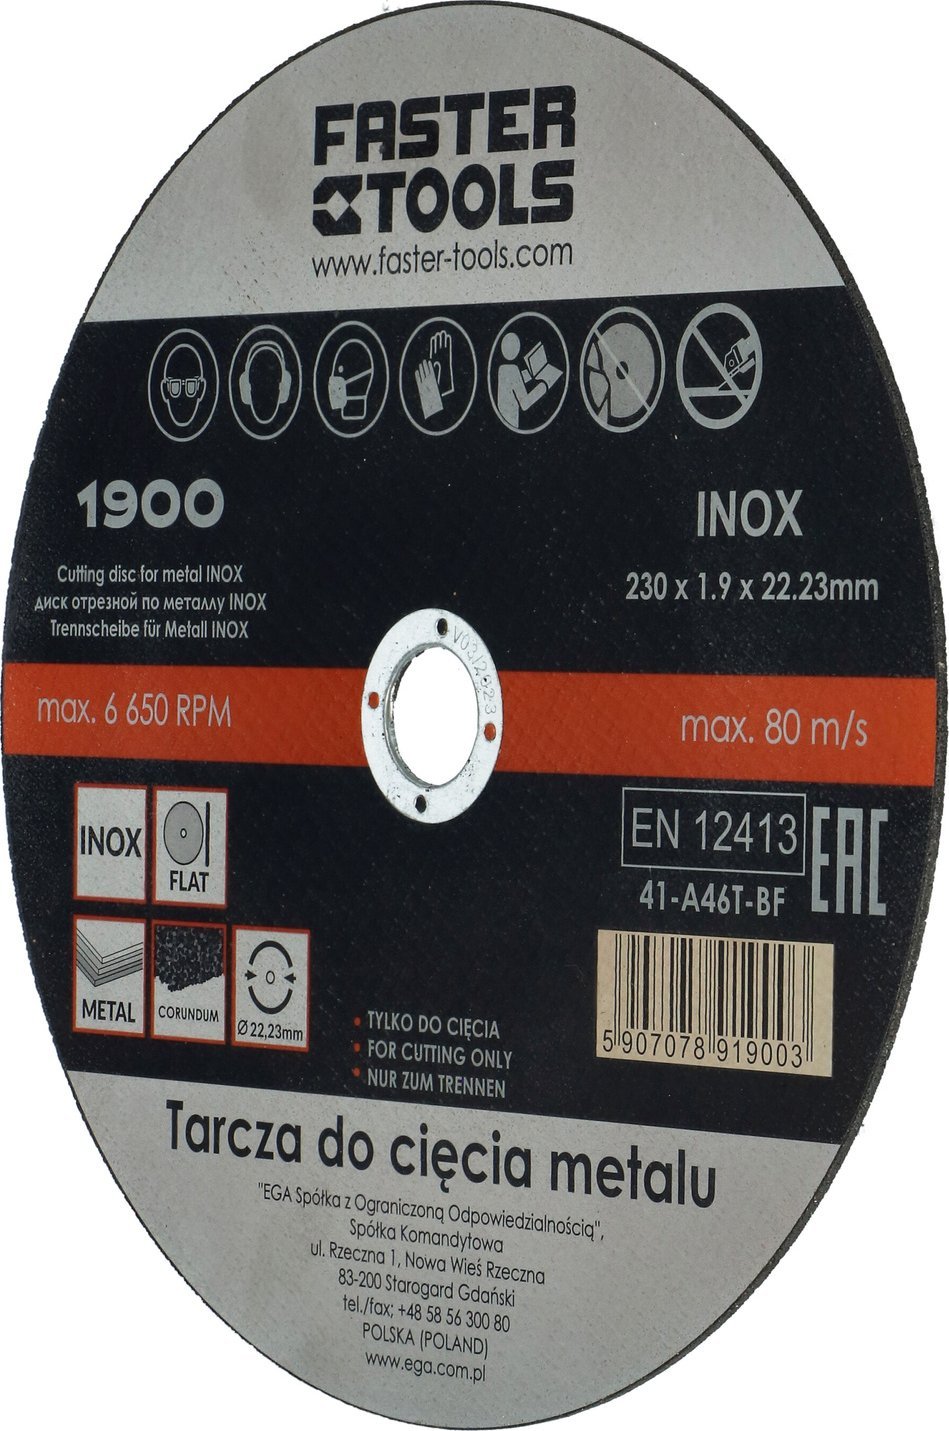 FASTER
TOOLS
www.faster-tools.com
1900
INOX
Cutting disc for metal INOX
диск отрезной по металлу INOX
Trennscheibe für Metall INOX
230 x 1.9 x 22.23mm
V03/2023
max. 6 650 RPM
max. 80 m/s
INOX
FLAT
EN 12413
EAC
41-A46T-BF
METAL
CORUNDUM
Ø 22,23mm
5 907078 919003
• TYLKO DO CIĘCIA
• FOR CUTTING ONLY
• NUR ZUM TRENNEN
Tarcza do cięcia metalu
"EGA Spółka z Ograniczoną Odpowiedzialnością",
Spółka Komandytowa
ul. Rzeczna 1, Nowa Wieś Rzeczna
83-200 Starogard Gdański
tel./fax; +48 58 56 300 80
POLSKA (POLAND)
www.ega.com.pl